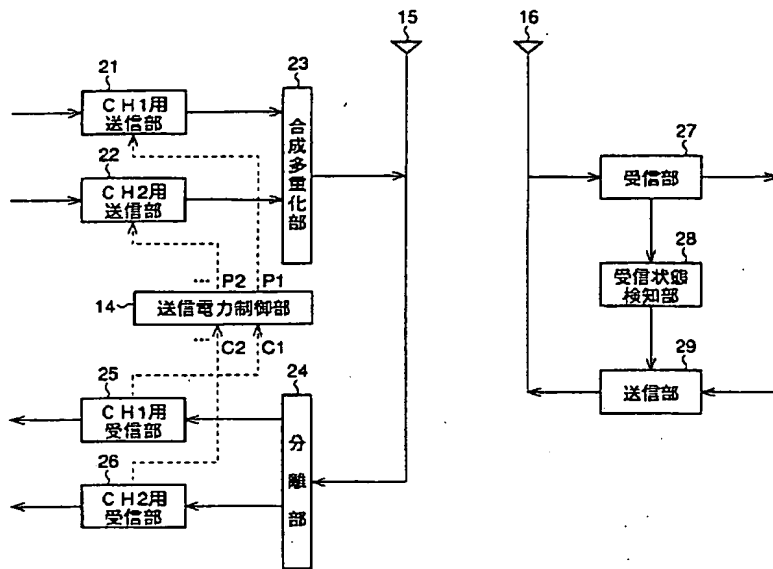 15
16
21
CH1用
送信部
23
合成多重化部
22
CH2用
送信部
27
受信部
28
受信状態
検知部
… P2 P1
14
送信電力制御部
… C2 C1
29
送信部
25
CH1用
受信部
24
分離部
26
CH2用
受信部